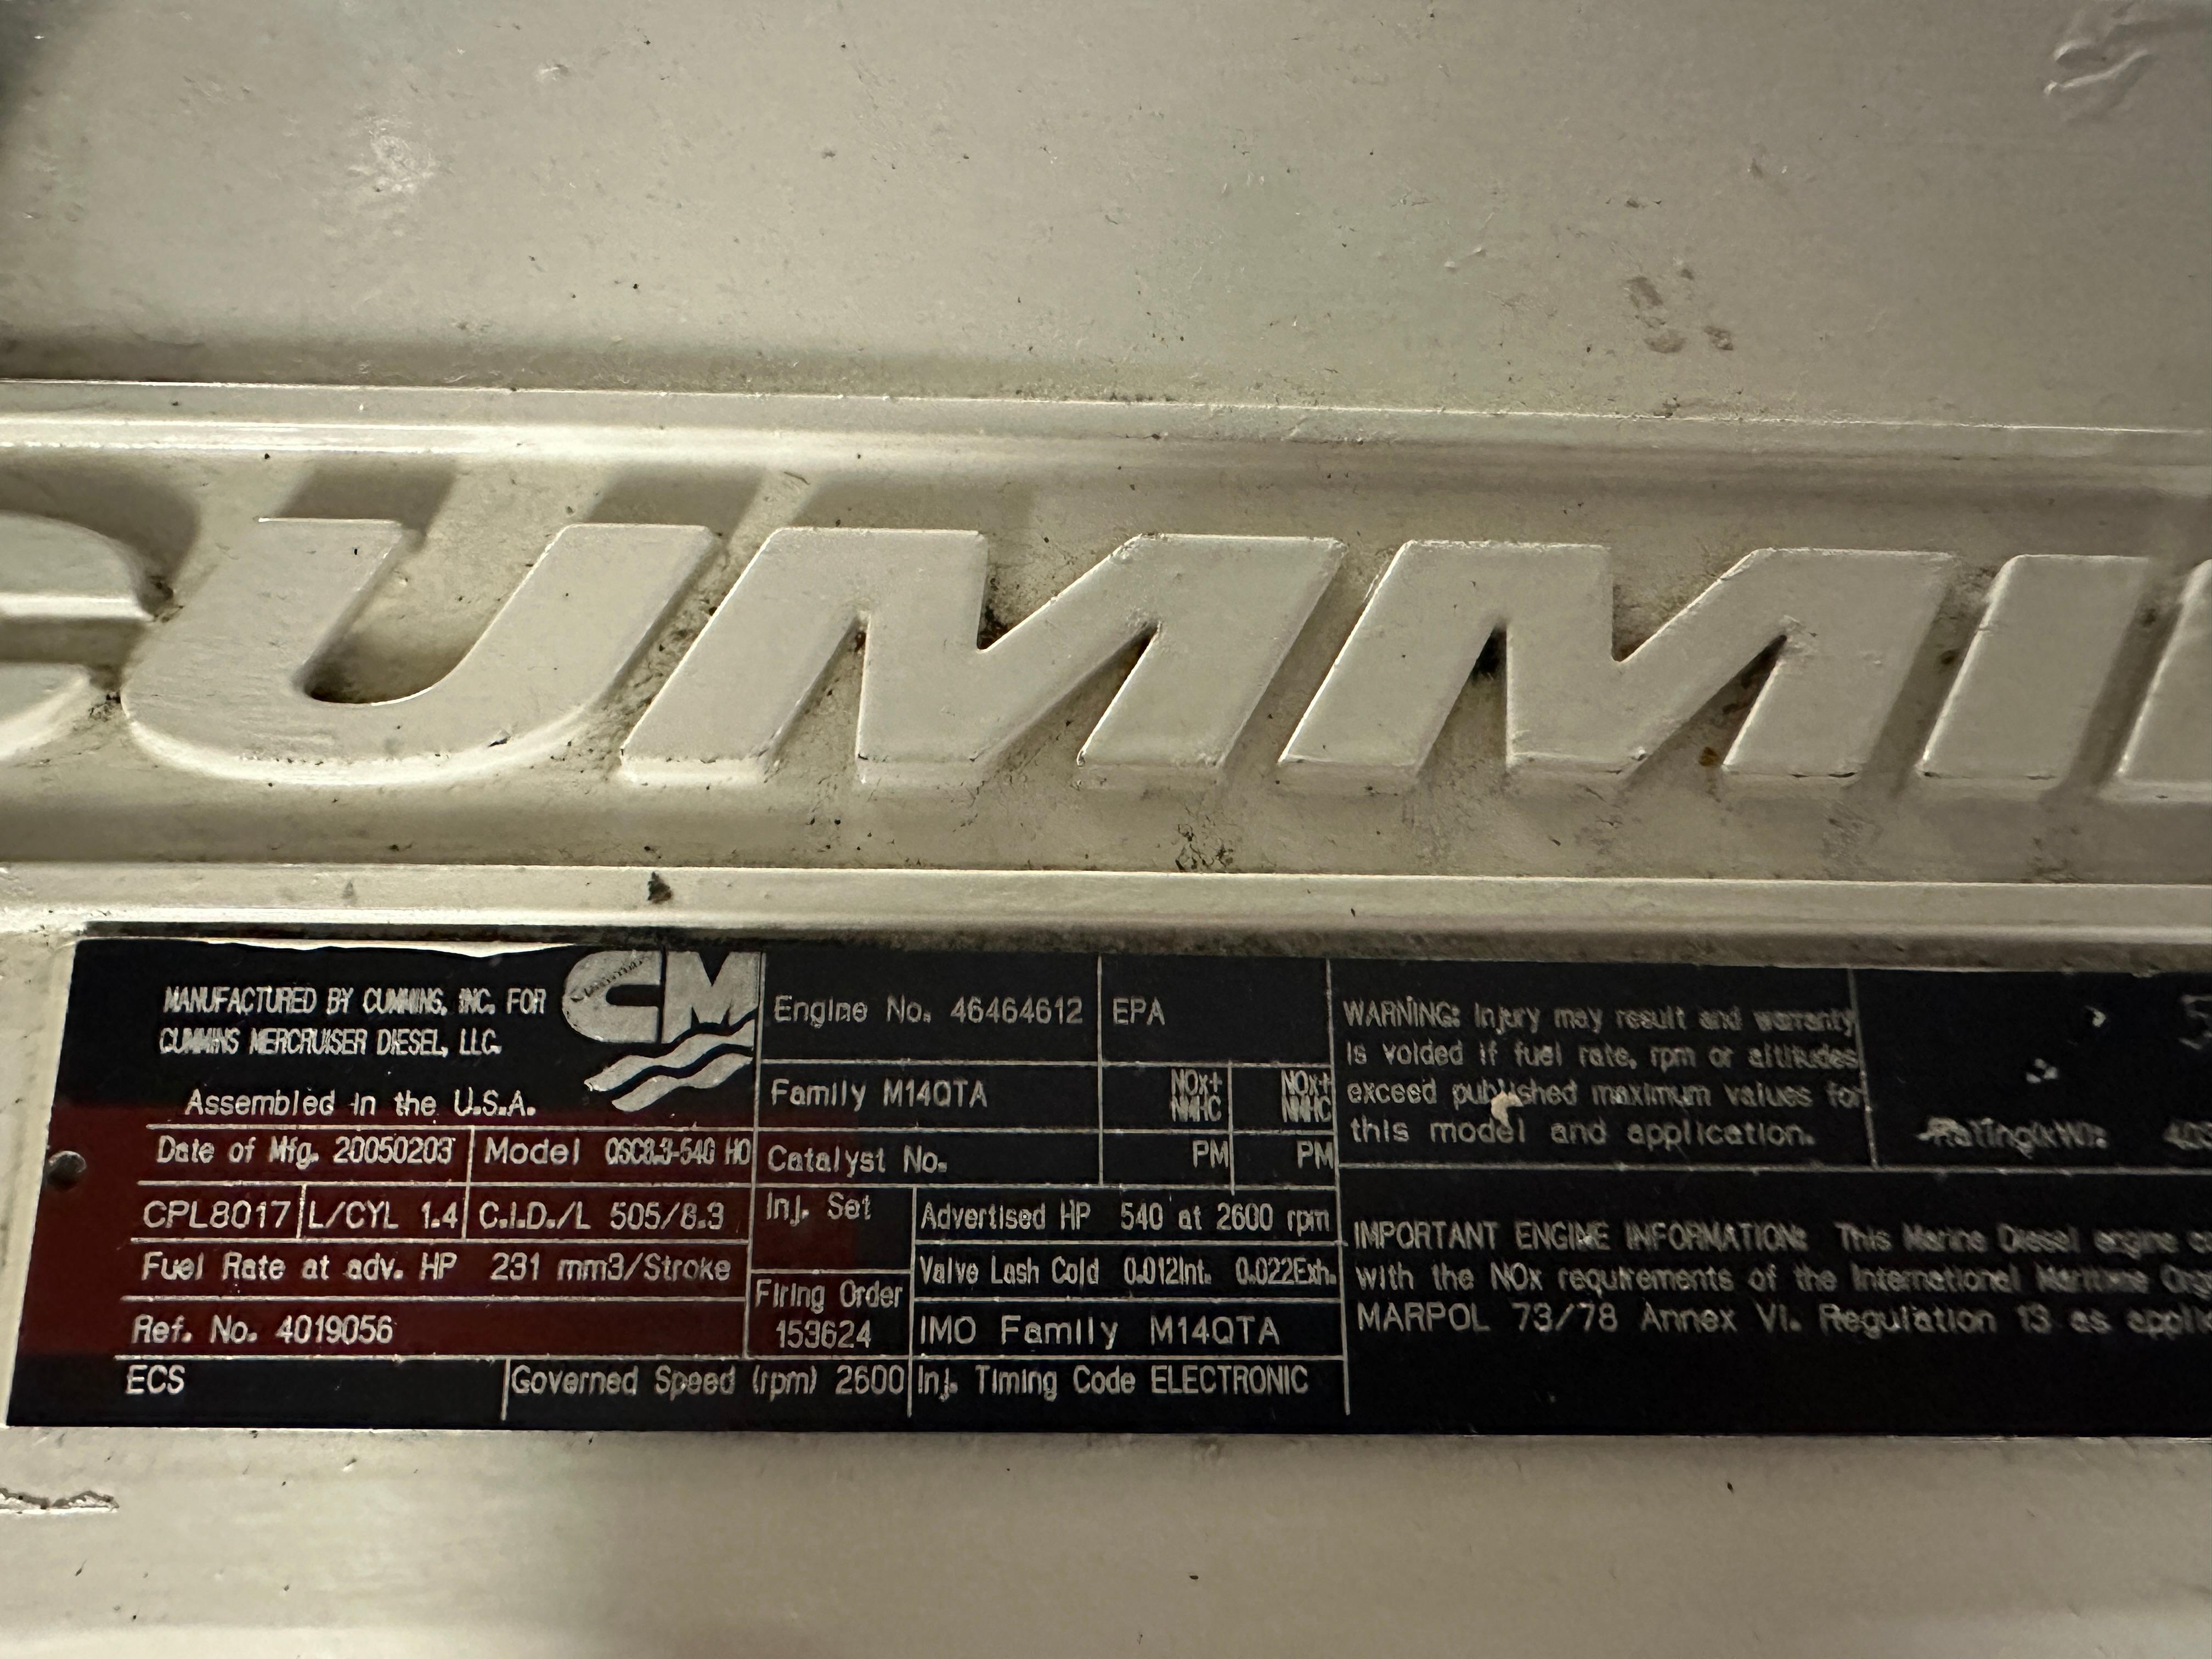 CUMMI
MANUFACTURED BY CUMMINS, INC. FOR
CUMMINS MERCRUISER DIESEL, LLC.
Assembled in the U.S.A.
CM
Engine No. 46464612
EPA
Family M14QTA
NOx+
NMHC
NOx+
NMHC
Catalyst No.
PM
PM
Date of Mfg. 20050203
Model QSC8.3-540 HO
CPL8017
L/CYL 1.4
C.I.D./L 505/8.3
Fuel Rate at adv. HP 231 mm3/Stroke
Ref. No. 4019056
ECS
Governed Speed (rpm) 2600
Inj. Set
Firing Order
153624
Advertised HP 540 at 2600 rpm
Valve Lash Cold 0.012Int. 0.022Exh.
IMO Family M14QTA
Inj. Timing Code ELECTRONIC
WARNING: Injury may result and warranty
is voided if fuel rate, rpm or altitudes
exceed published maximum values for
this model and application.
Rating(kW):
IMPORTANT ENGINE INFORMATION: This Marine Diesel engine
with the NOx requirements of the International Maritime
MARPOL 73/78 Annex VI. Regulation 13 as